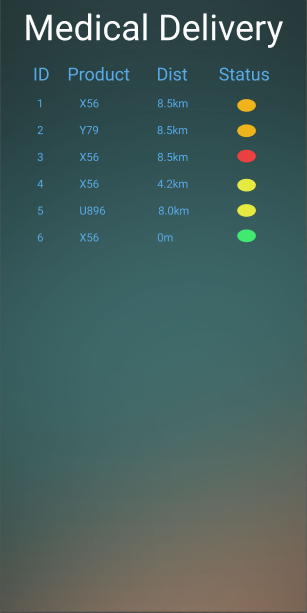 Medical Delivery
ID Product Dist Status
1 X56 8.5km
2 Y79 8.5km
3 X56 8.5km
4 X56 4.2km
5 U896 8.0km
6 X56 0m